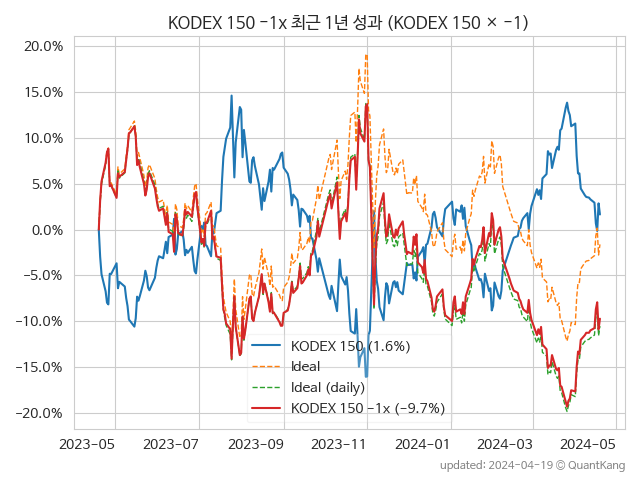 KODEX 150 −1x 최근 1년 성과 (KODEX 150 × −1)
20.0%
15.0%
10.0%
5.0%
0.0%
−5.0%
−10.0%
−15.0%
−20.0%
KODEX 150 (1.6%)
Ideal
Ideal (daily)
KODEX 150 −1x (−9.7%)
2023-05 2023-07 2023-09 2023-11 2024-01 2024-03 2024-05
updated: 2024-04-19 © QuantKang